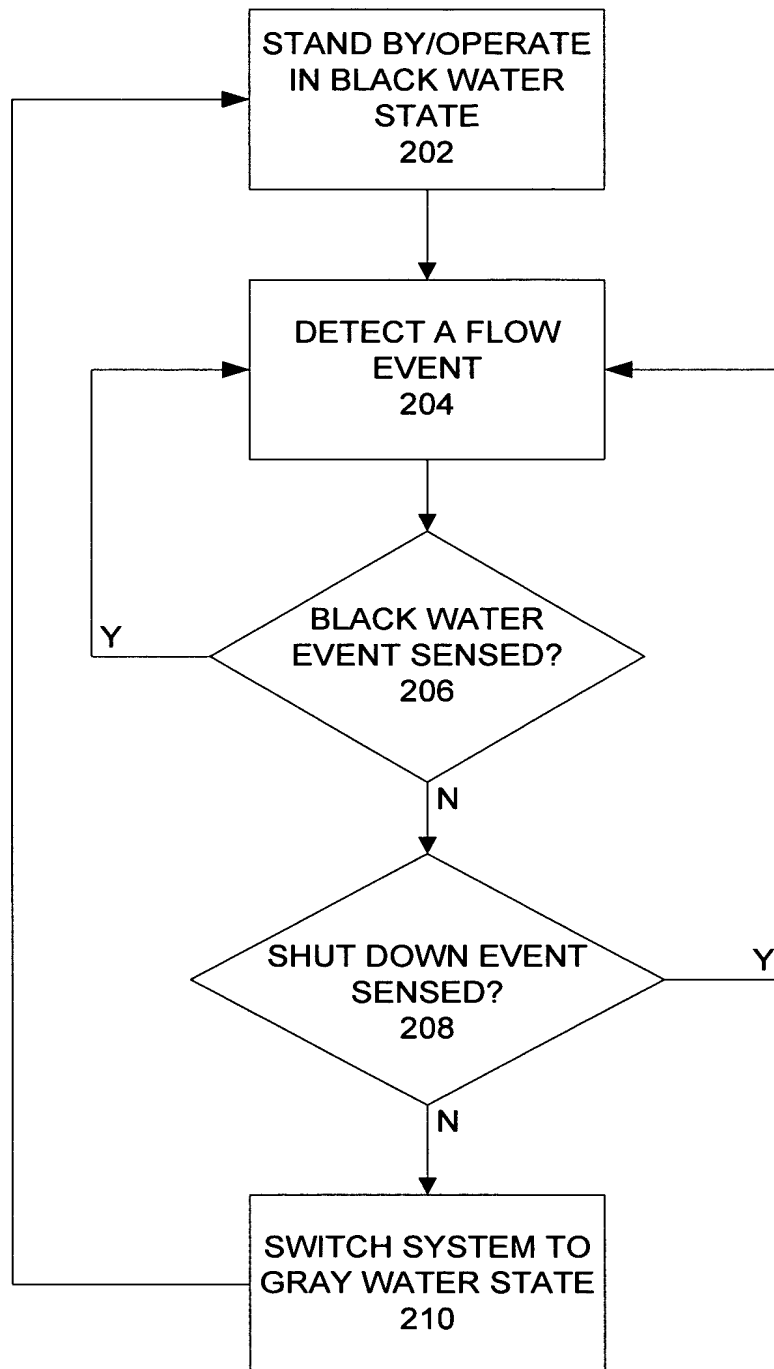 STAND BY/OPERATE
IN BLACK WATER
STATE
202
DETECT A FLOW
EVENT
204
BLACK WATER
EVENT SENSED?
206
Y
N
SHUT DOWN EVENT
SENSED?
208
Y
N
SWITCH SYSTEM TO
GRAY WATER STATE
210